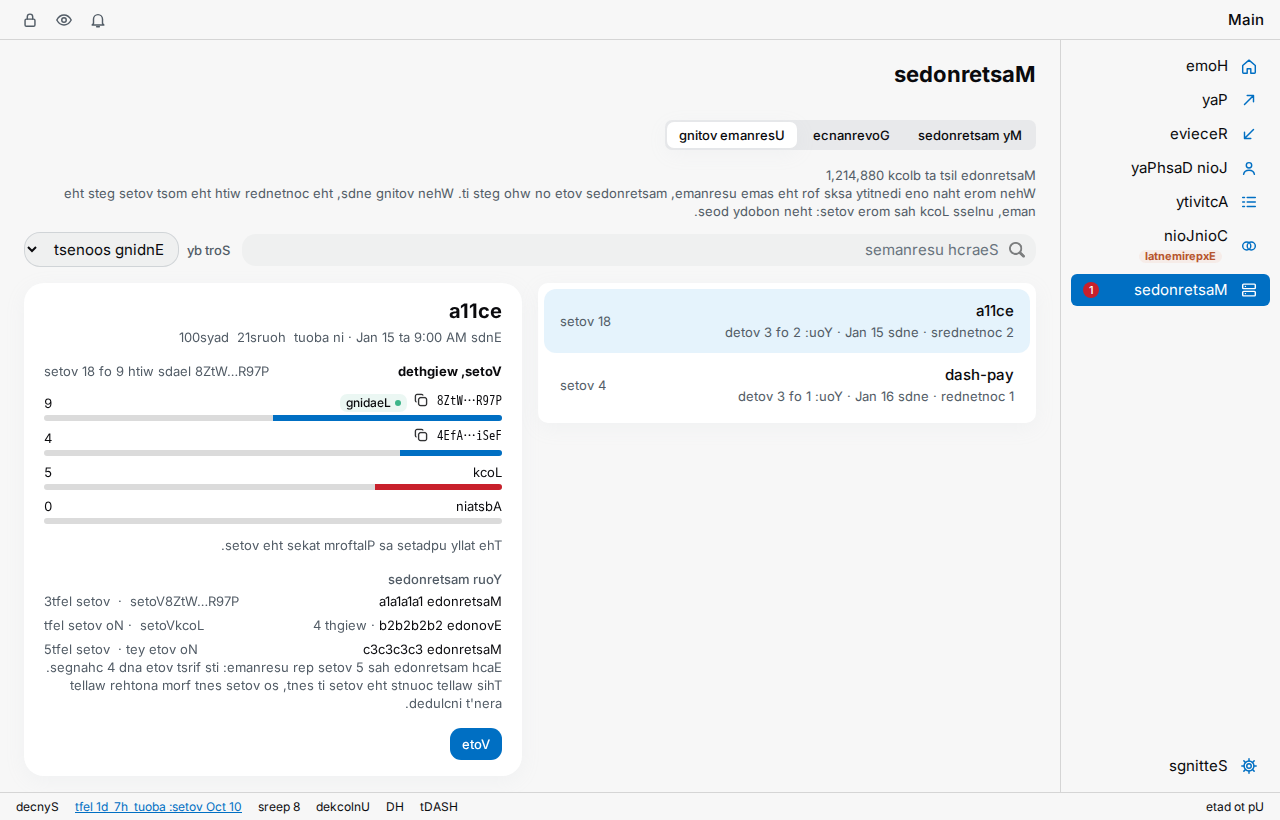 Main
emoH
yaP
evieceR
yaPhsaD nioJ
ytivitcA
nioJnioC
latnemirepxE
sedonretsaM
1
sgnitteS
sedonretsaM
gnitov emanresU
ecnanrevoG
sedonretsam yM
1,214,880 kcolb ta tsil edonretsaM
eht steg setov tsom eht htiw rednetnoc eht ,sdne gnitov nehW .ti steg ohw no etov sedonretsam ,emanresu emas eht rof sksa ytitnedi eno naht erom nehW
.deso ydobon neht :setov erom sah kcoL sselnu ,eman
semanresu hcraeS
yb troS
tsenoos gnidnE
a11ce
detov 3 fo 2 :uoY · Jan 15 sdne · srednetnoc 2
setov 18
dash-pay
detov 3 fo 1 :uoY · Jan 16 sdne · rednetnoc 1
setov 4
a11ce
100syad 21sruoh tuoba ni · Jan 15 ta 9:00 AM sdnE
dethgiew ,setoV
setov 18 fo 9 htiw sdael 8ZtW…R97P
8ZtW…R97P
gnidaeL
9
4EfA…iSeF
4
kcoL
5
niatsbA
0
.setov eht sekat mroftalP sa setadpu yllat ehT
sedonretsam ruoY
a1a1a1a1 edonretsaM
3tfel setov · setoV8ZtW…R97P
4 thgiew · b2b2b2b2 edonovE
tfel setov oN · setoVkcoL
c3c3c3c3 edonretsaM
5tfel setov · tey etov oN
.segnahc 4 dna etov tsrif sti :emanresu rep setov 5 sah edonretsam hcaE
tellaw rehtona morf tnes setov os ,tnes ti setov eht stnuoc tellaw sihT
.dedulcni t'nera
etoV
decnyS
tfel 1d 7h tuoba :setov Oct 10
sreep 8
dekcolnU
DH
tDASH
etad ot pU